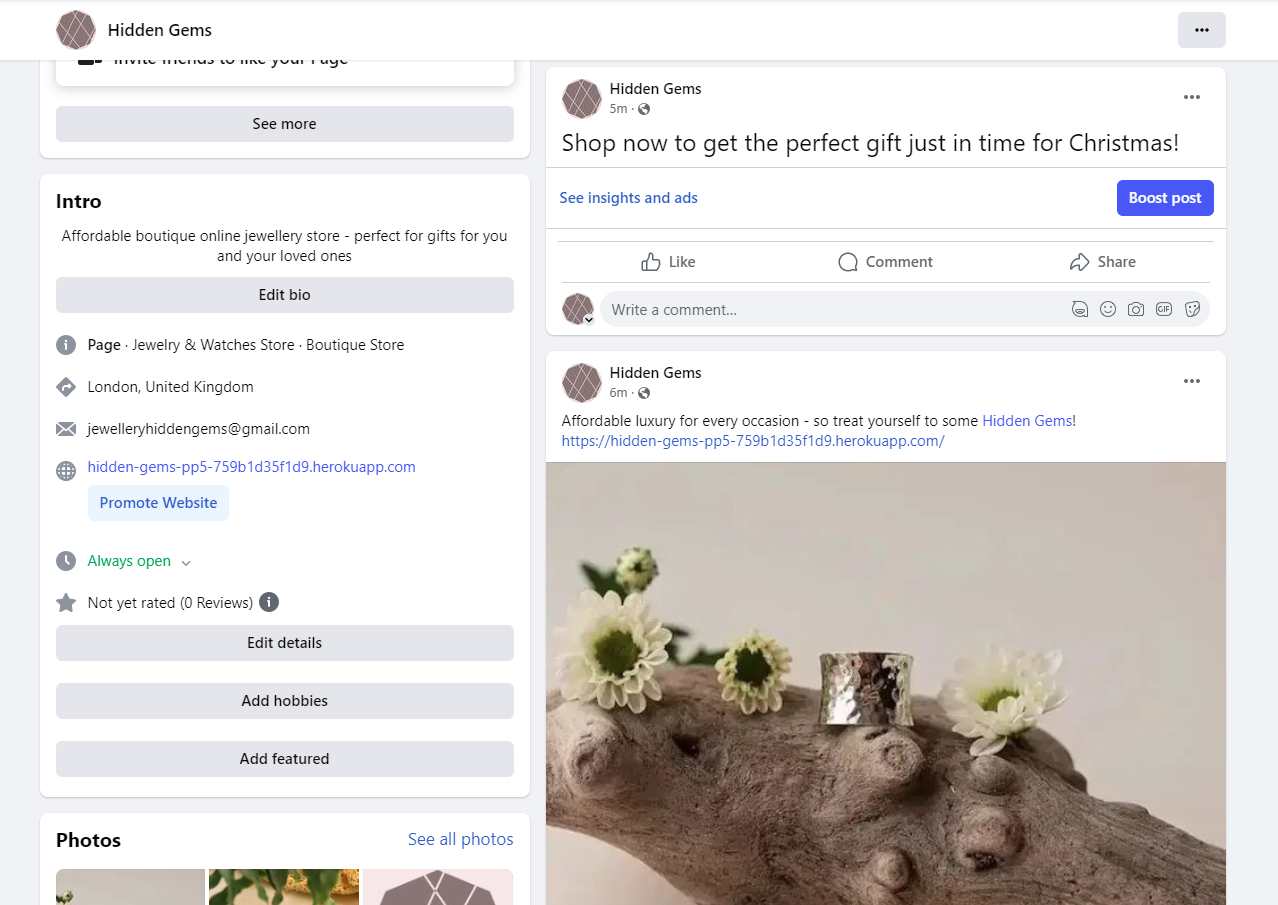 Hidden Gems
Invite friends to like your Page
See more
Intro
Affordable boutique online jewellery store - perfect for gifts for you
and your loved ones
Edit bio
Page · Jewelry & Watches Store · Boutique Store
London, United Kingdom
jewelleryhiddengems@gmail.com
hidden-gems-pp5-759b1d35f1d9.herokuapp.com
Promote Website
Always open
Not yet rated (0 Reviews)
Edit details
Add hobbies
Add featured
Photos
See all photos
Hidden Gems
5m ·
Shop now to get the perfect gift just in time for Christmas!
See insights and ads
Boost post
Like
Comment
Share
Write a comment...
GIF
Hidden Gems
6m ·
Affordable luxury for every occasion - so treat yourself to some Hidden Gems!
https://hidden-gems-pp5-759b1d35f1d9.herokuapp.com/